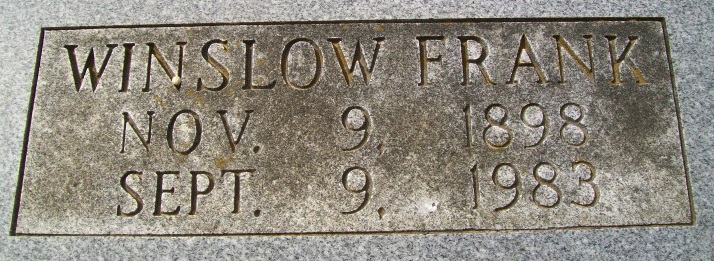 WINSLOW FRANK
NOV. 9, 1898
SEPT. 9, 1983